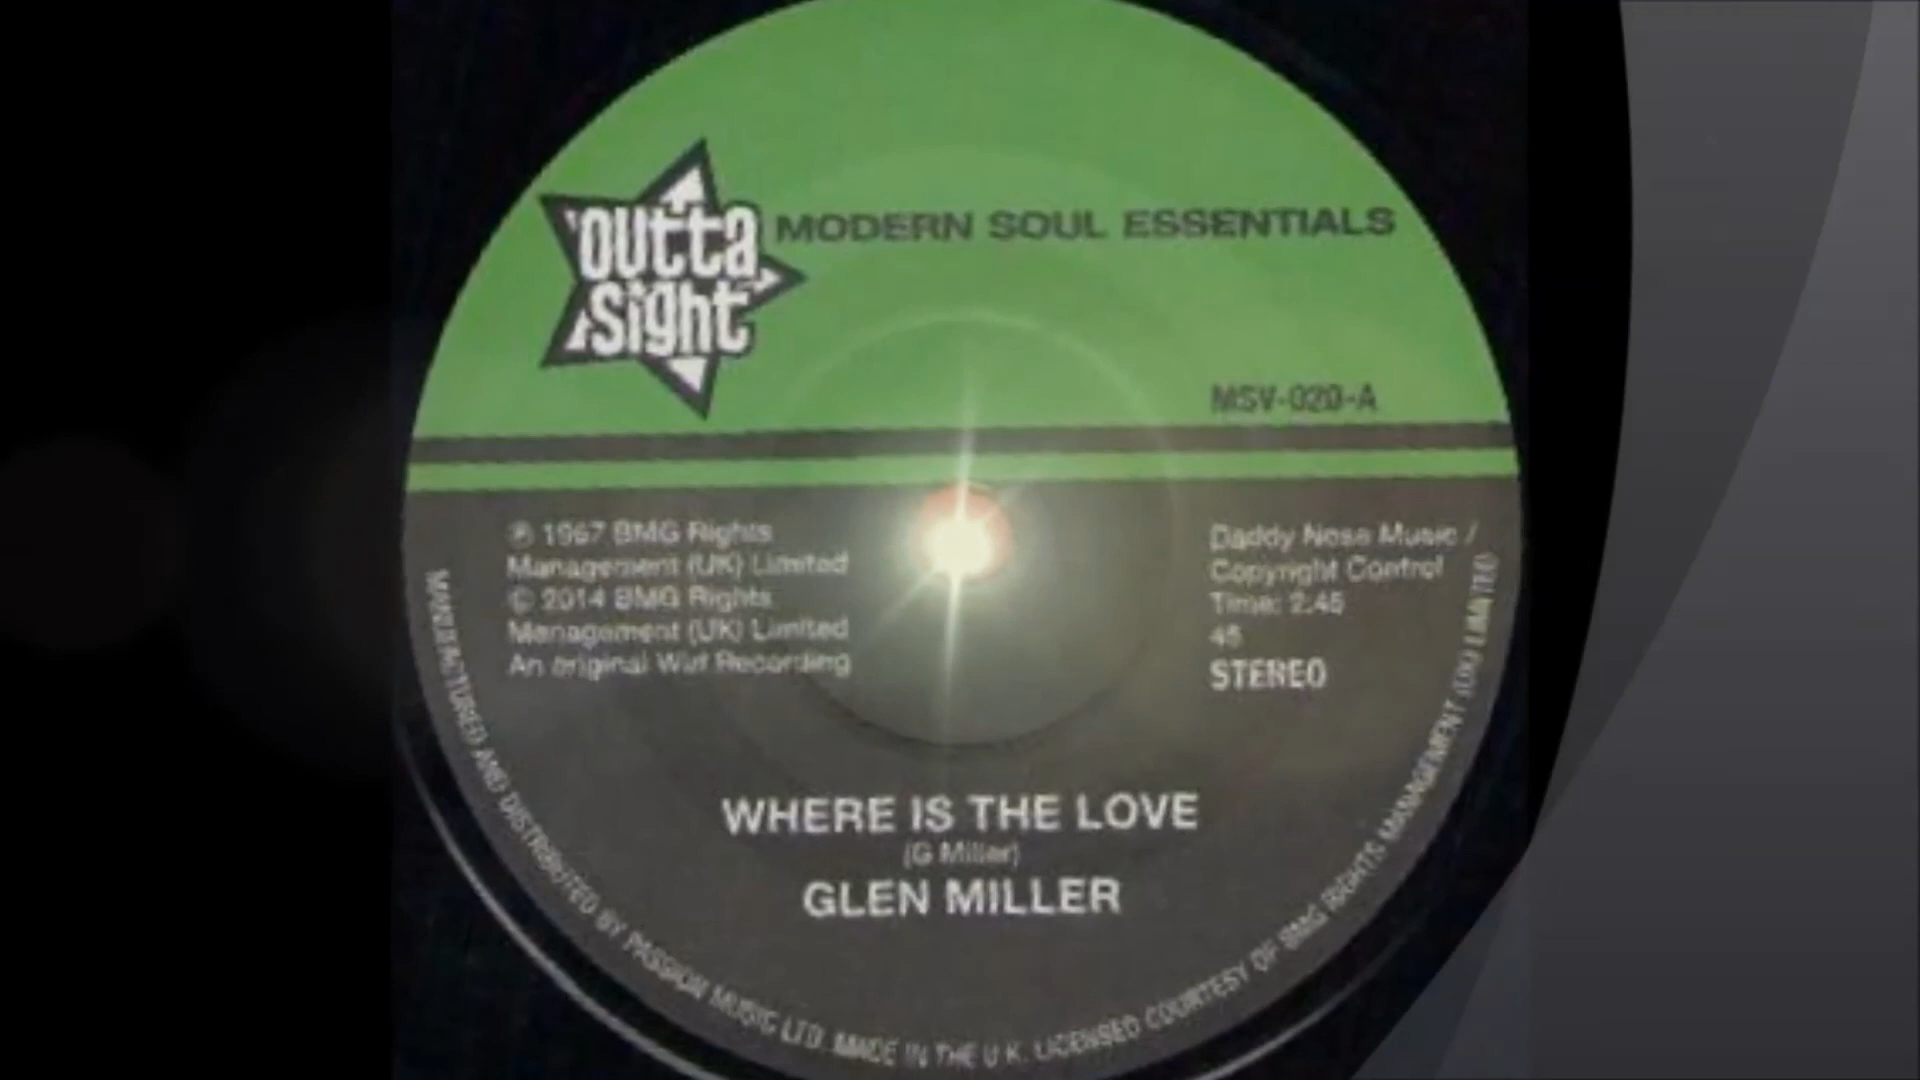 outta
Sight
MODERN SOUL ESSENTIALS
MSV-020-A
℗ 1967 BMG Rights
Management (UK) Limited
© 2014 BMG Rights
Management (UK) Limited
An original Wirl Recording
Daddy Nose Music /
Copyright Control
Time: 2.45
45
STEREO
WHERE IS THE LOVE
(G Miller)
GLEN MILLER
MANUFACTURED AND DISTRIBUTED BY PASSION MUSIC LTD. MADE IN THE U.K. LICENSED COURTESY OF BMG RIGHTS MANAGEMENT (UK) LIMITED